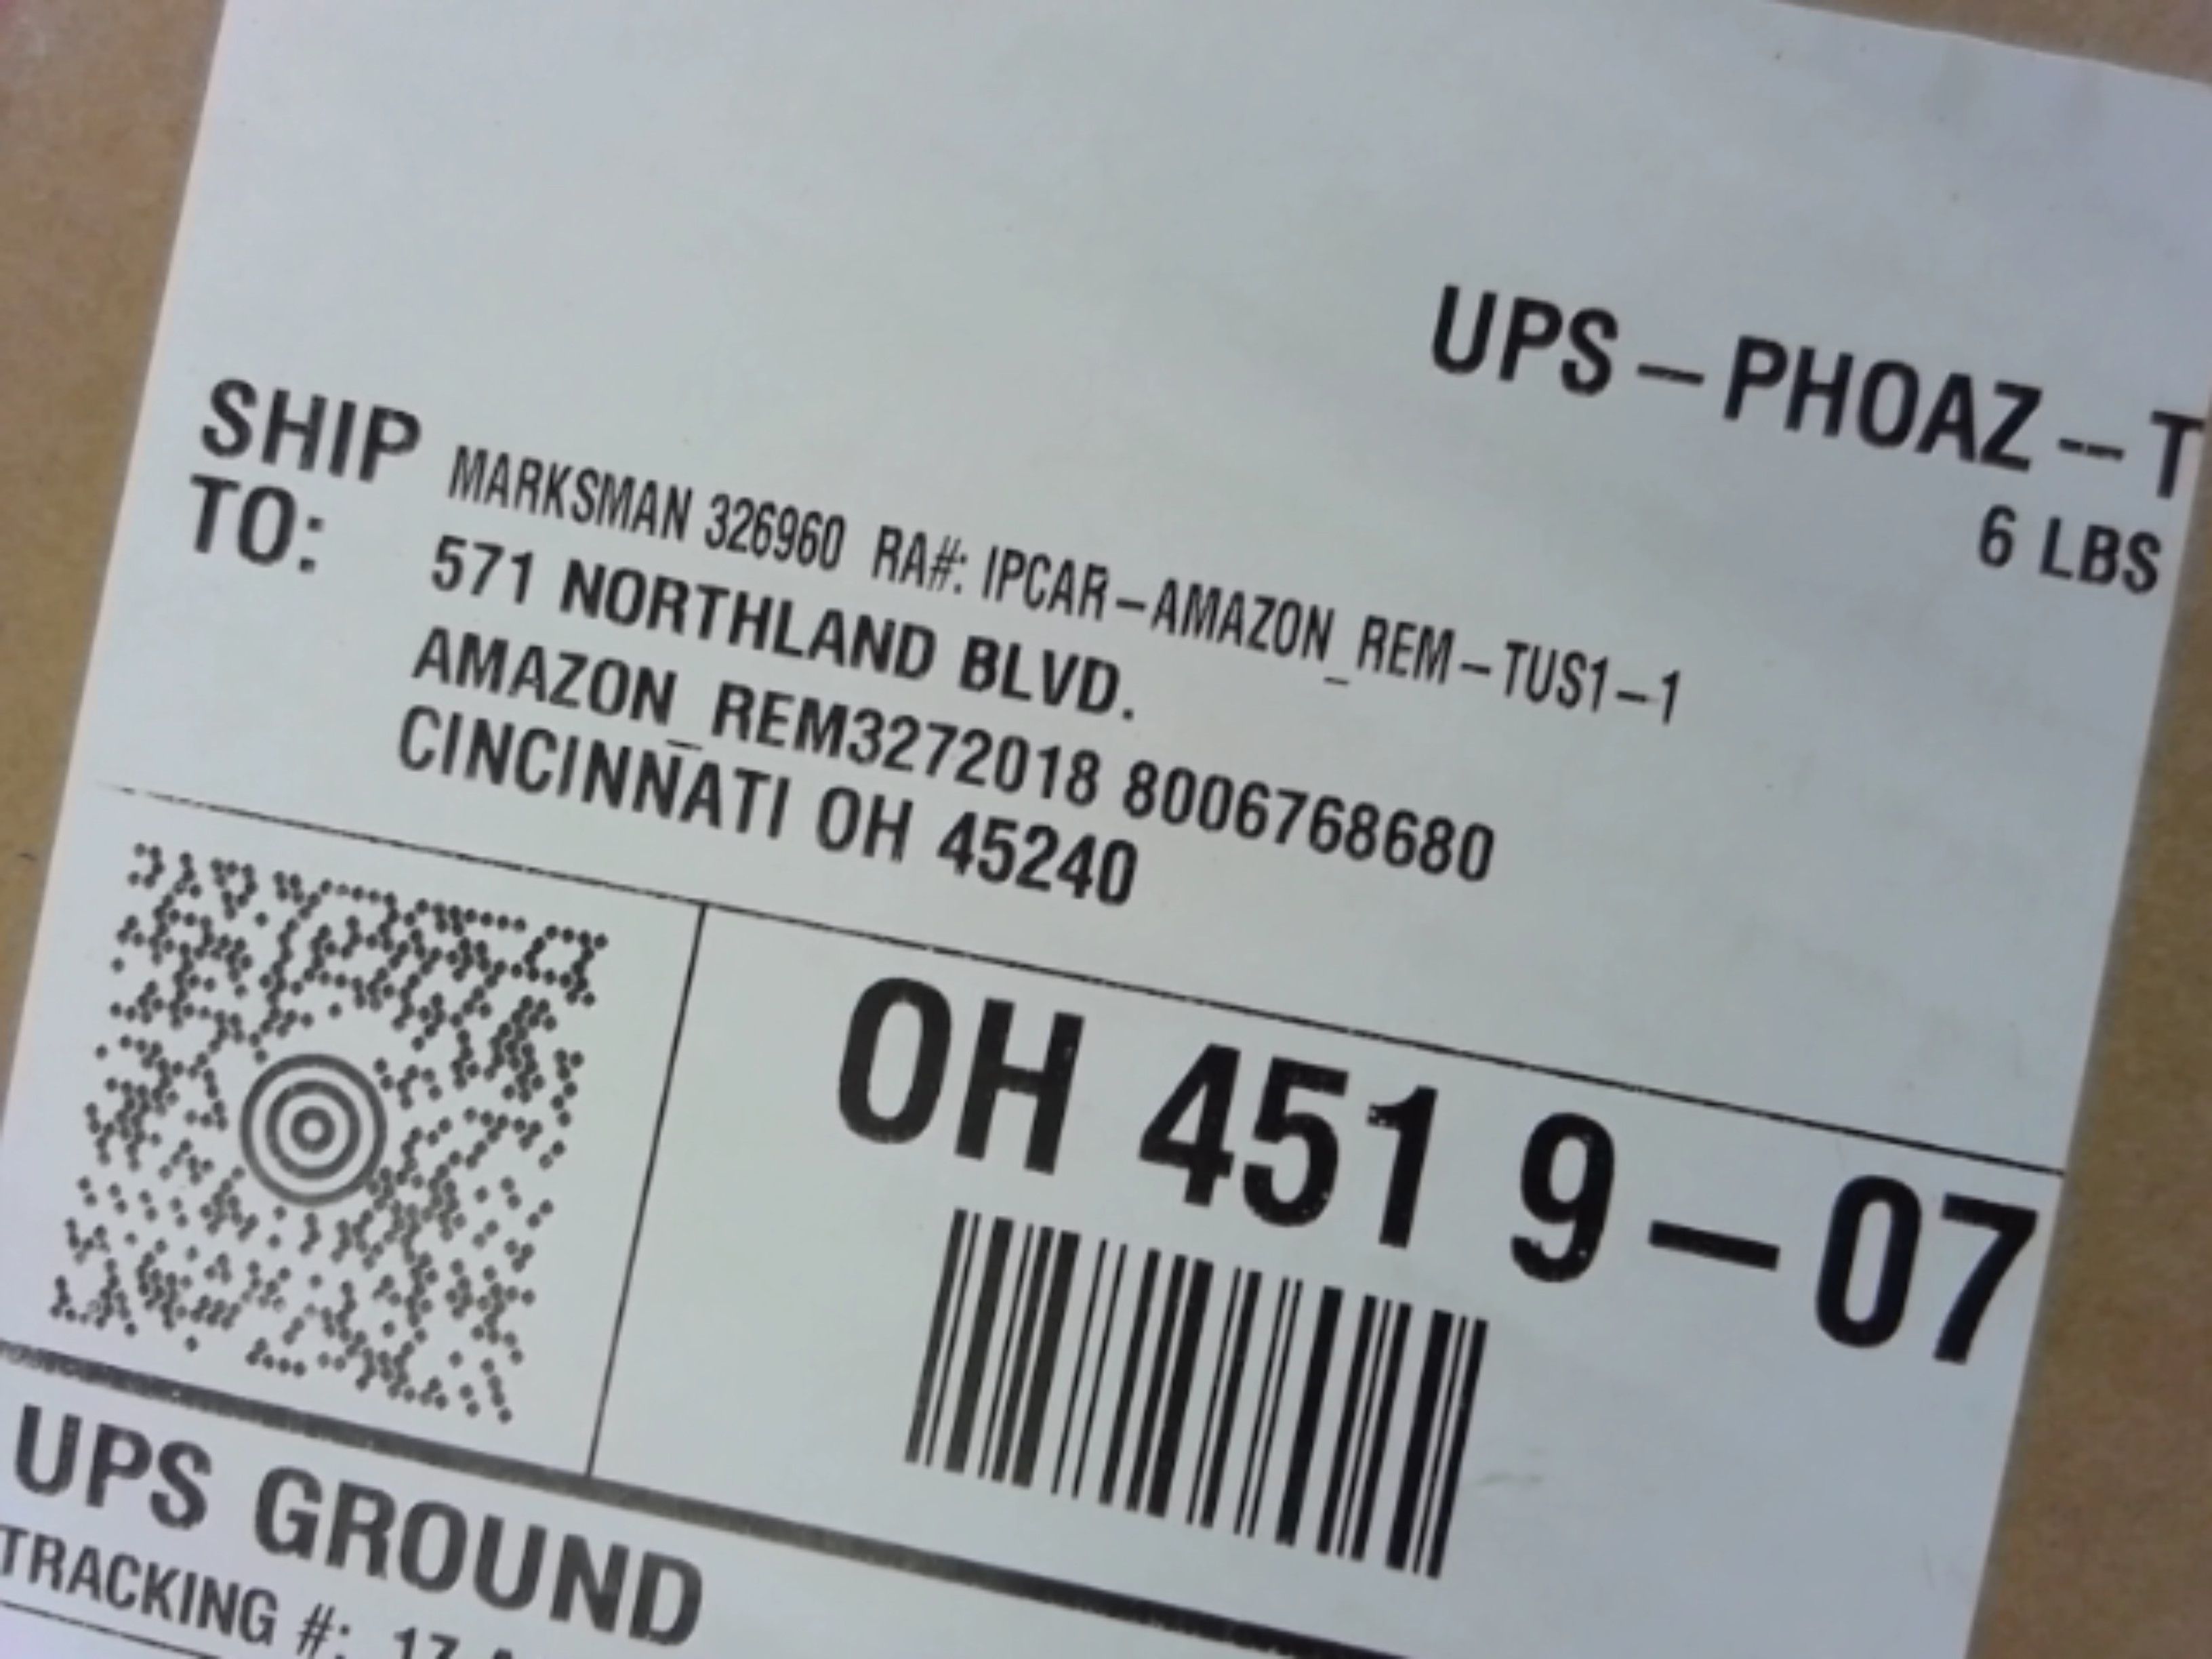 UPS – PHOAZ – T
6 LBS
SHIP TO:
MARKSMAN 326960 RA#: IPCAR – AMAZON_REM – TUS1 – 1
571 NORTHLAND BLVD.
AMAZON_REM3272018 8006768680
CINCINNATI OH 45240
OH 451 9 – 07
UPS GROUND
TRACKING #: 1Z